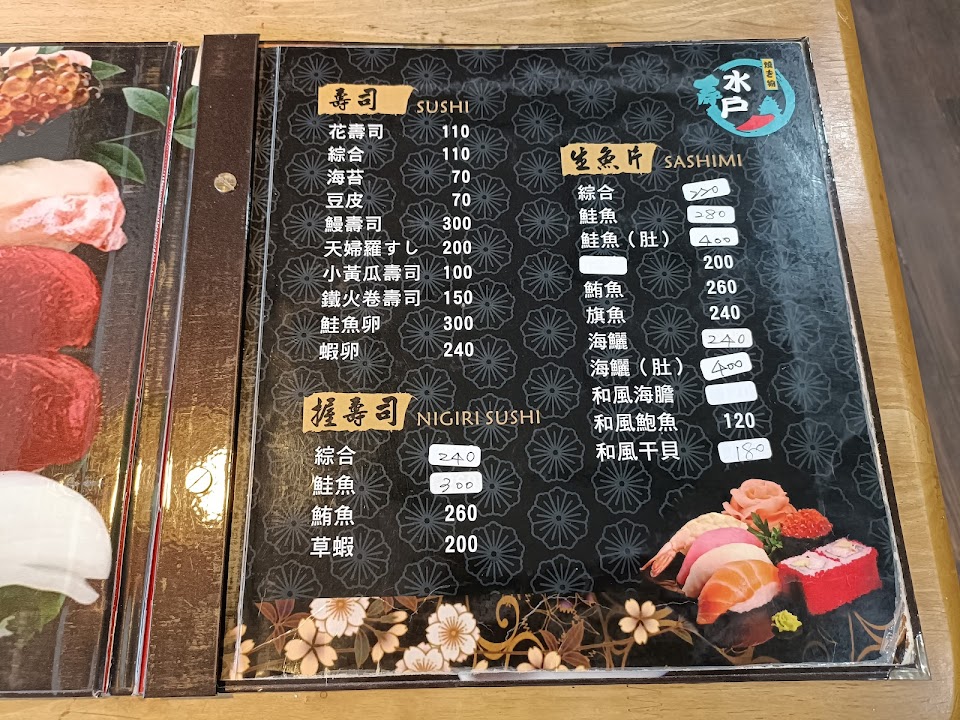 壽司 SUSHI
花壽司 110
綜合 110
海苔 70
豆皮 70
鰻壽司 300
天婦羅すし 200
小黃瓜壽司 100
鐵火卷壽司 150
鮭魚卵 300
蝦卵 240
握壽司 NIGIRI SUSHI
綜合 240
鮭魚 300
鮪魚 260
草蝦 200
水戶
生魚片 SASHIMI
綜合
鮭魚 280
鮭魚（肚） 400
200
鮪魚 260
旗魚 240
海鱺 240
海鱺（肚） 400
和風海膽
和風鮑魚 120
和風干貝 180